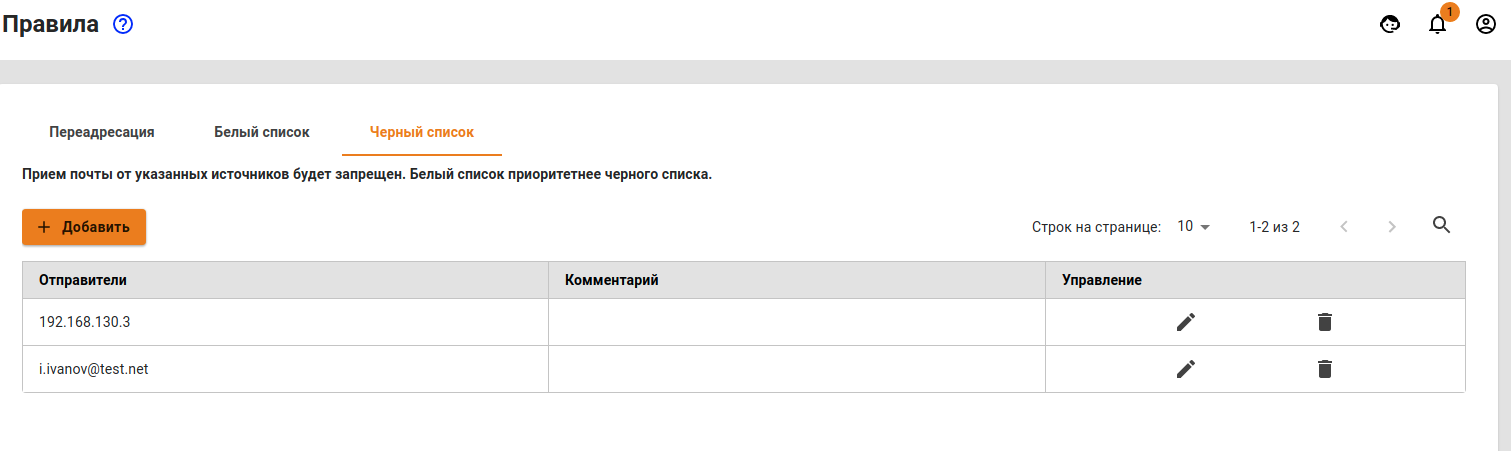 Правила
1
Переадресация Белый список Черный список
Прием почты от указанных источников будет запрещен. Белый список приоритетнее черного списка.
+ Добавить Строк на странице: 10 1-2 из 2
Отправители Комментарий Управление
192.168.130.3
i.ivanov@test.net